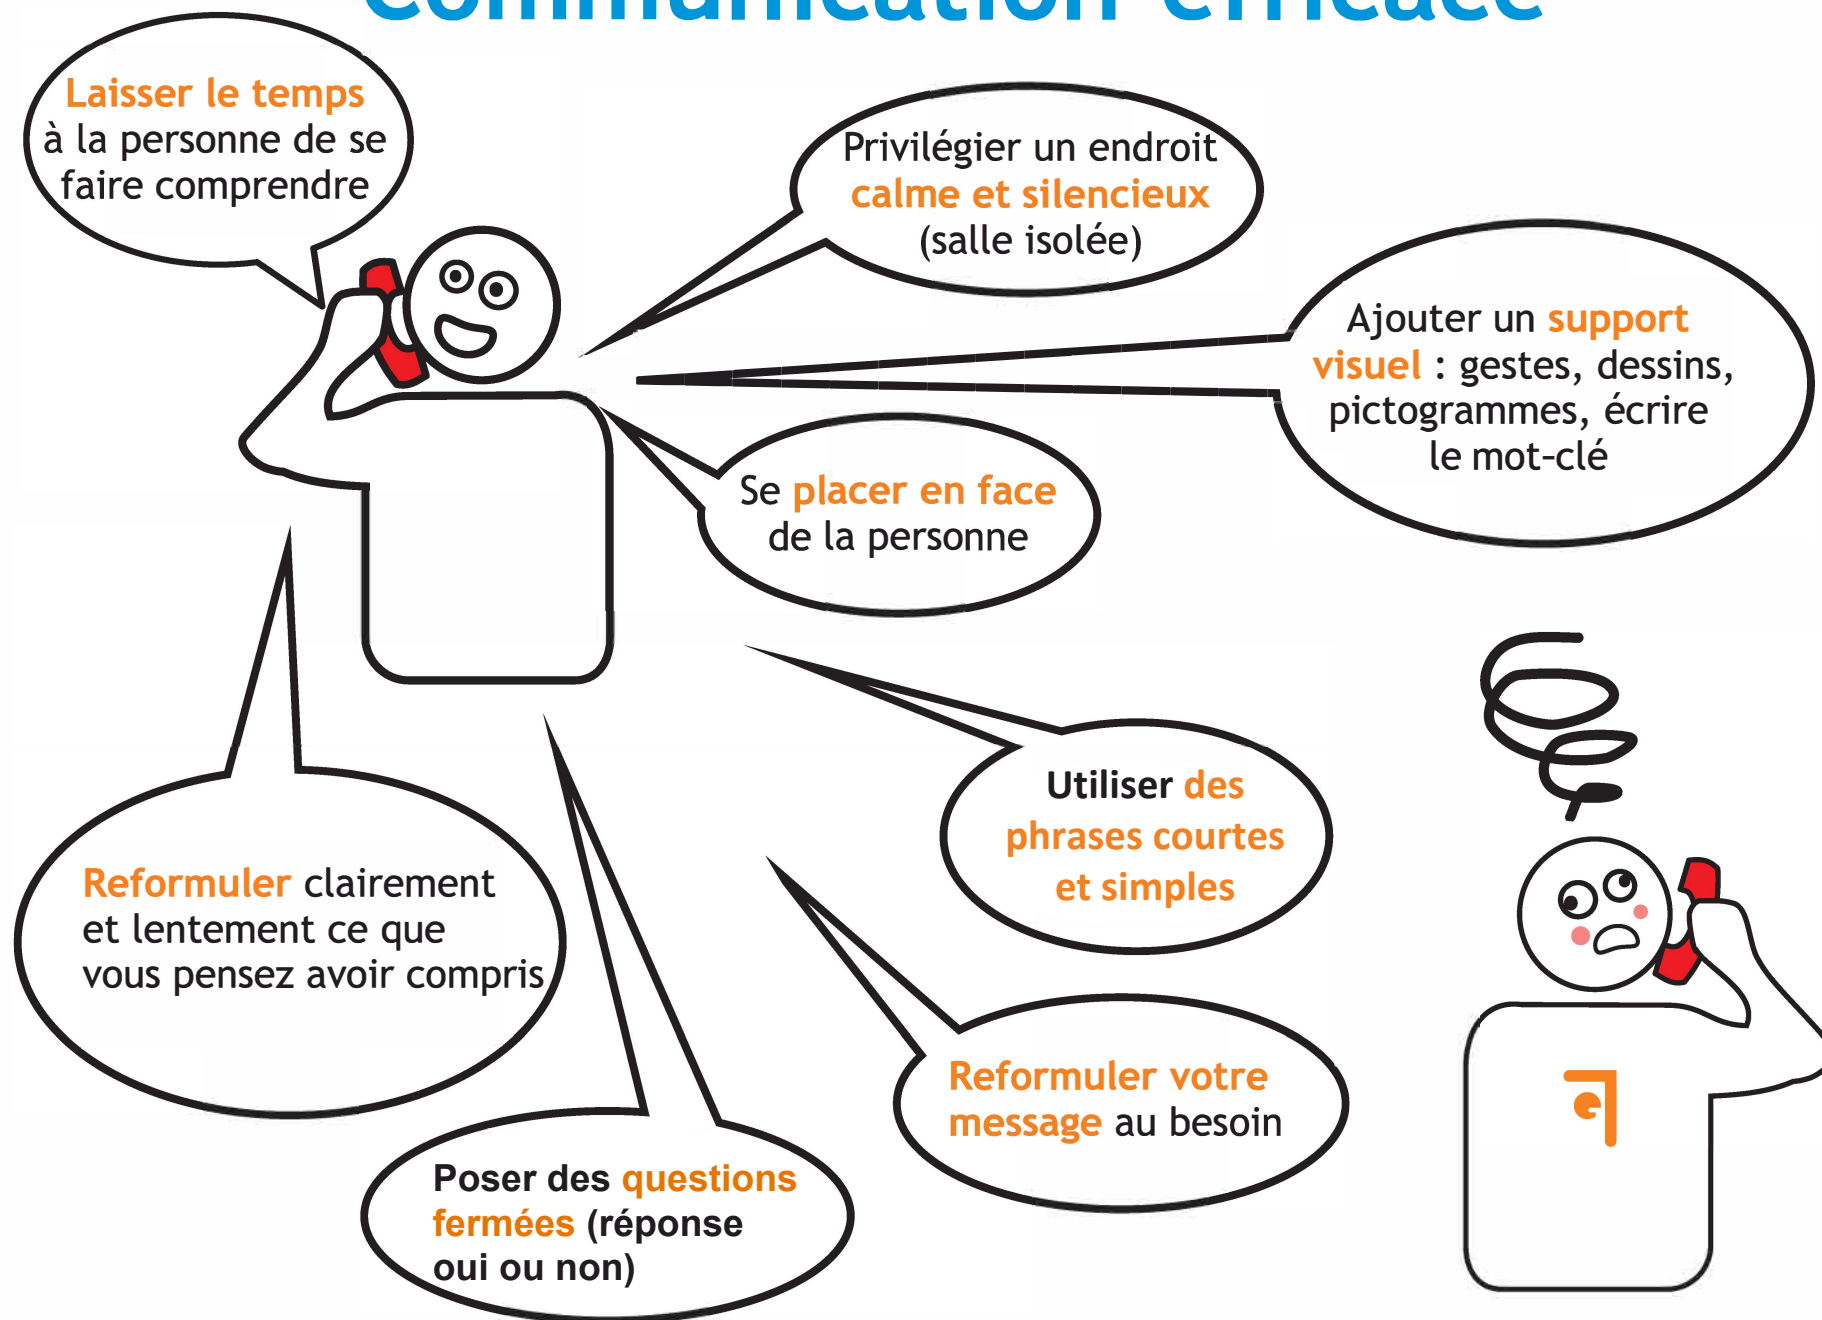 Communication efficace
Laisser le temps
à la personne de se
faire comprendre
Privilégier un endroit
calme et silencieux
(salle isolée)
Ajouter un support
visuel : gestes, dessins,
pictogrammes, écrire
le mot-clé
Se placer en face
de la personne
Utiliser des
phrases courtes
et simples
Reformuler clairement
et lentement ce que
vous pensez avoir compris
Reformuler votre
message au besoin
Poser des questions
fermées (réponse
oui ou non)